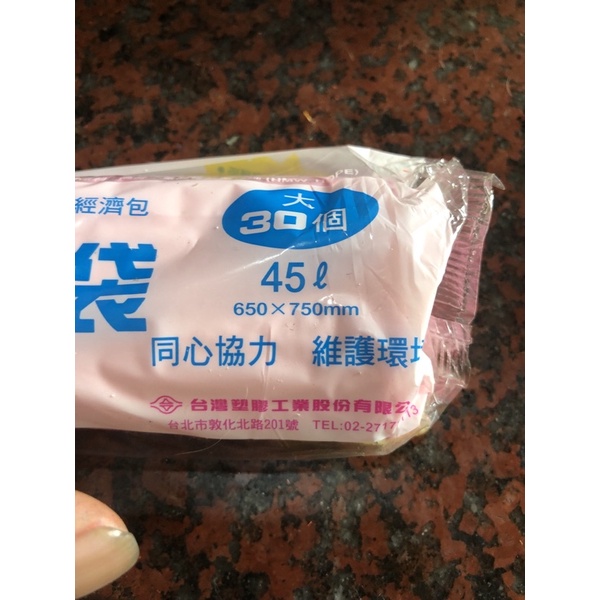 經濟包
大
30個
45ℓ
650×750mm
袋
同心協力 維護環
台灣塑膠工業股份有限公
台北市敦化北路201號 TEL:02-2717